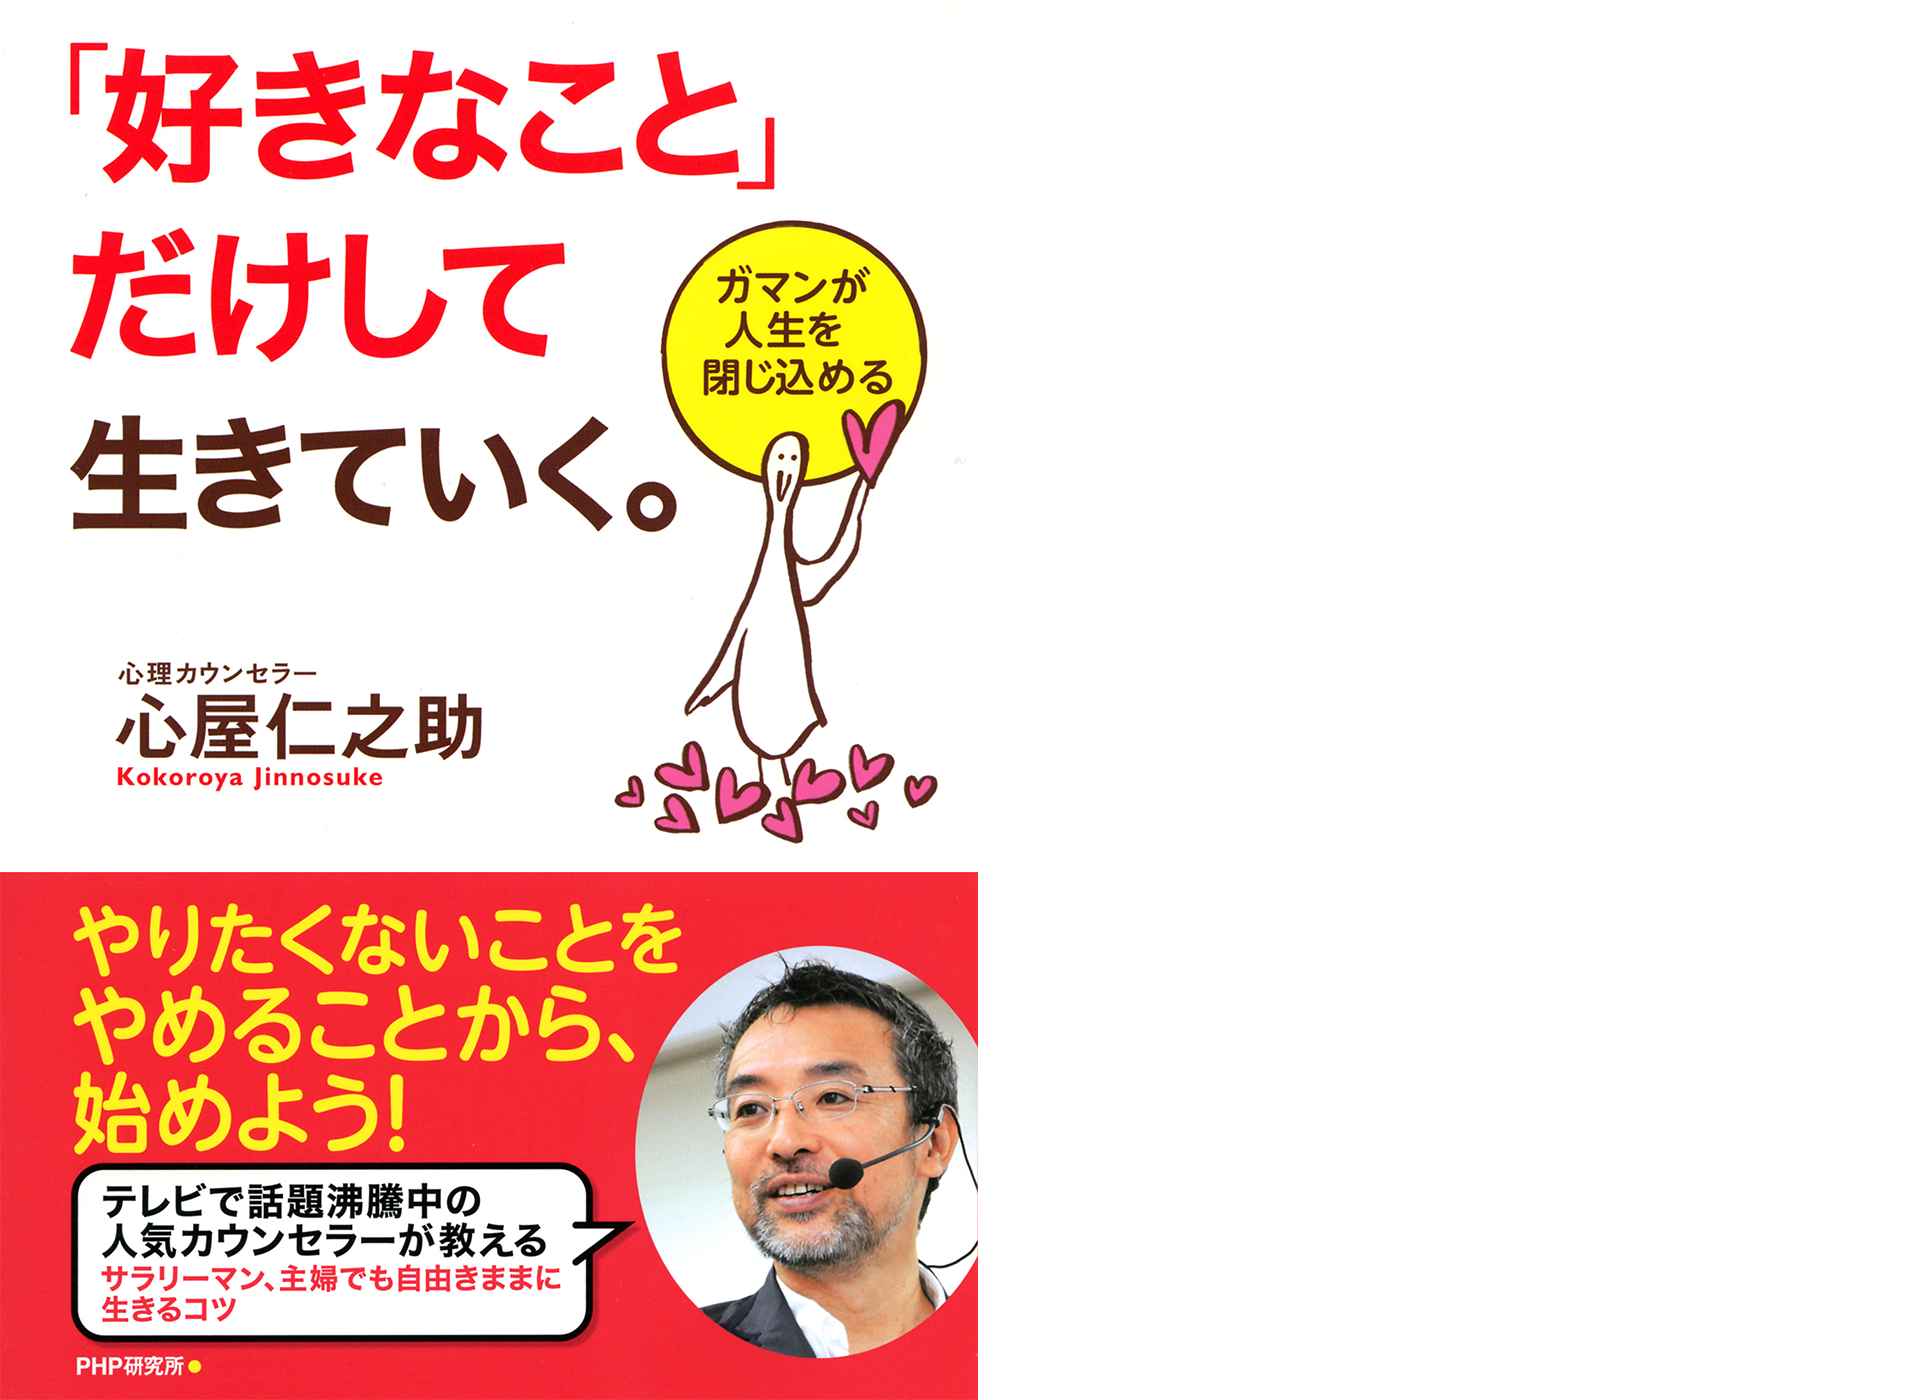 「好きなこと」
だけして
生きていく。
ガマンが
人生を
閉じ込める
心理カウンセラー
心屋仁之助
Kokoroya Jinnosuke
やりたくないことを
やめることから、
始めよう!
テレビで話題沸騰中の
人気カウンセラーが教える
サラリーマン、主婦でも自由きままに
生きるコツ
PHP研究所